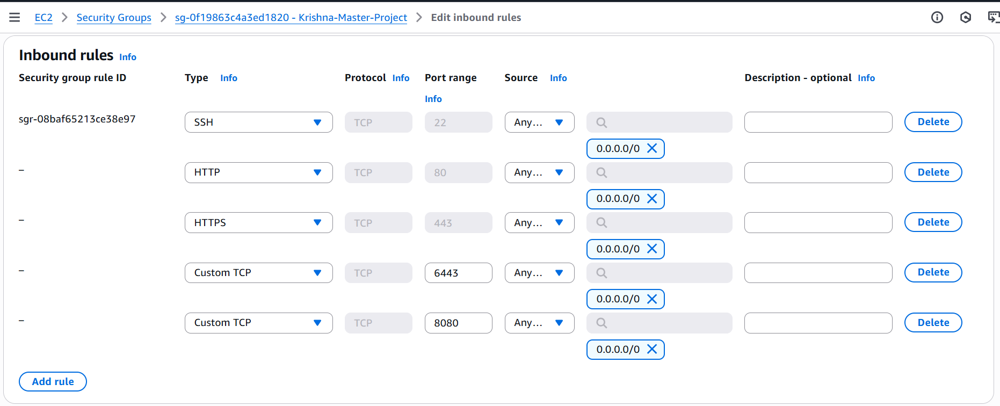 EC2 > Security Groups > sg-0f19863c4a3ed1820 - Krishna-Master-Project > Edit inbound rules
Inbound rules Info
Security group rule ID Type Info Protocol Info Port range Info Source Info Description - optional Info
sgr-08baf65213ce38e97 SSH TCP 22 Any... Delete
0.0.0.0/0
– HTTP TCP 80 Any... Delete
0.0.0.0/0
– HTTPS TCP 443 Any... Delete
0.0.0.0/0
– Custom TCP TCP 6443 Any... Delete
0.0.0.0/0
– Custom TCP TCP 8080 Any... Delete
0.0.0.0/0
Add rule